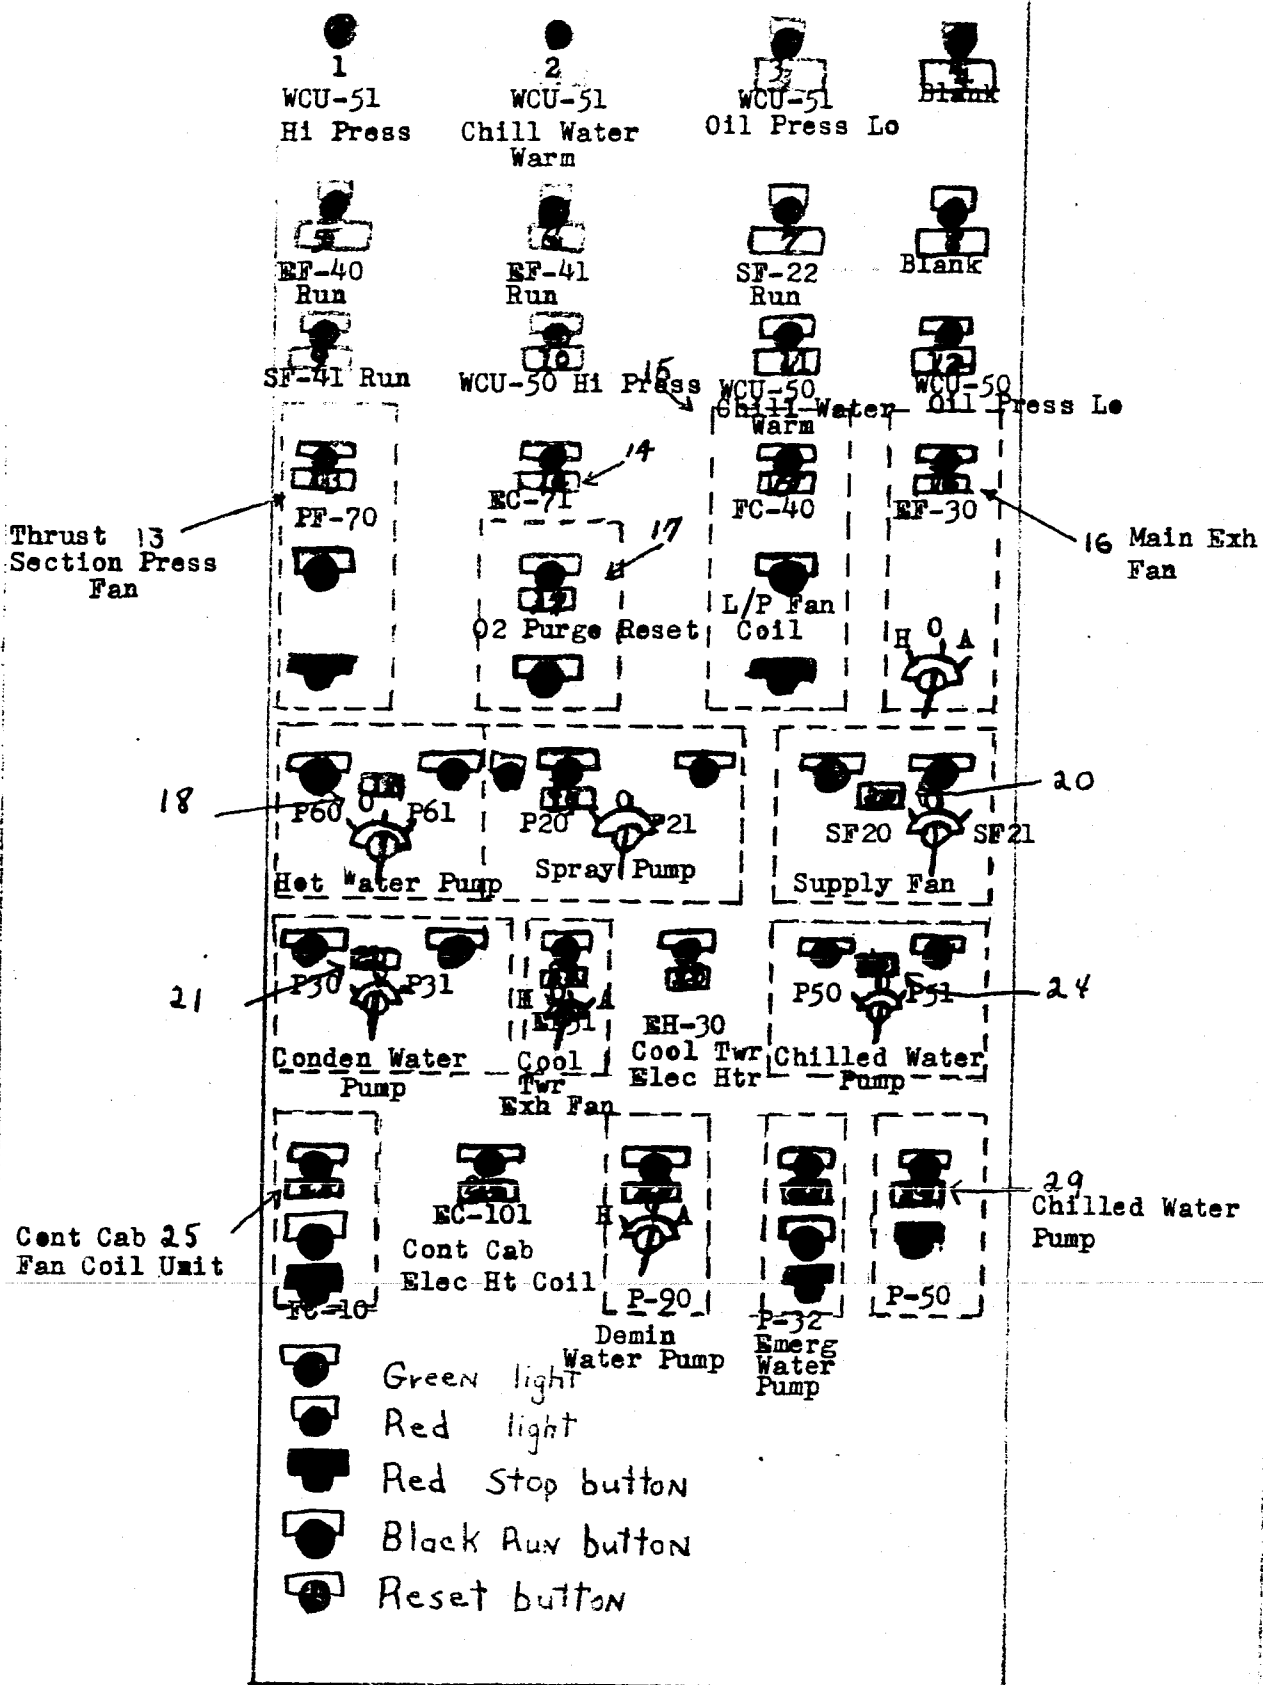 1 2 3 4
WCU-51 WCU-51 WCU-51 Blank
Hi Press Chill Water Oil Press Lo
Warm
5 6 7 8
EF-40 EF-41 SF-22 Blank
Run Run Run
9 10 11 12
SF-41 Run WCU-50 Hi Press WCU-50 WCU-50
15 Chill Water Oil Press Lo
Warm
13 14
PF-70 EC-71 FC-40 EF-30
Thrust 13
Section Press
Fan
17
16 Main Exh
Fan
17
O2 Purge Reset
L/P Fan
Coil
H O A
18 20
P60 O P61 P20 O P21 SF20 O SF21
Hot Water Pump Spray Pump Supply Fan
21 24
P30 O P31 H O A P50 O P51
EH-30
Conden Water Cool Cool Twr Chilled Water
Pump Twr Elec Htr Pump
Exh Fan
Cont Cab 25
Fan Coil Unit
FC-10
EC-101
Cont Cab
Elec Ht Coil
H O A
P-90
Demin
Water Pump
P-32
Emerg
Water
Pump
29
Chilled Water
Pump
P-50
Green light
Red light
Red Stop button
Black Run button
Reset button